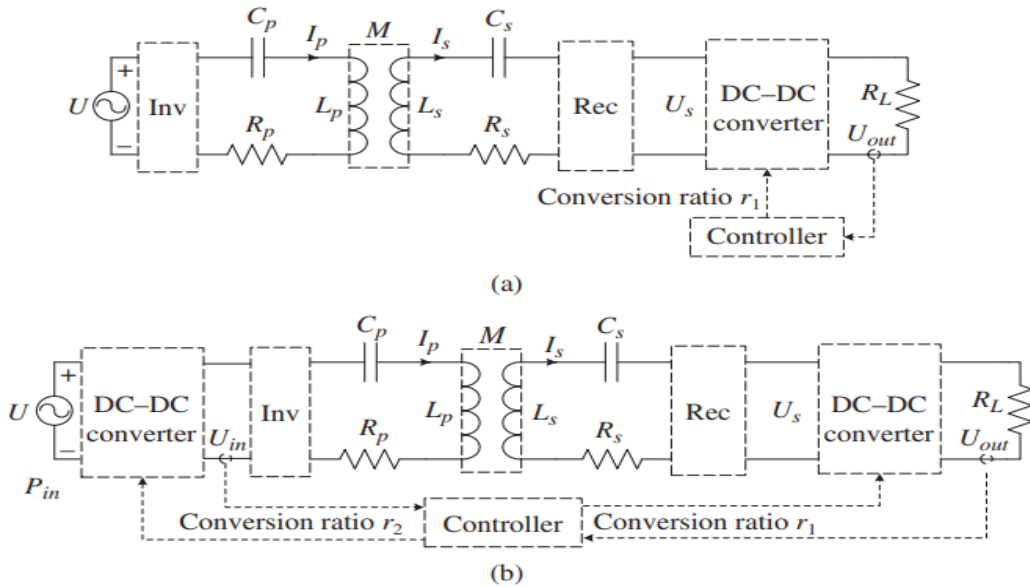 C_p
I_p
M
I_s
C_s
+
U
−
Inv
L_p
L_s
Rec
U_s
DC–DC
converter
R_L
R_p
R_s
U_out
Conversion ratio r_1
Controller
(a)
C_p
I_p
M
I_s
C_s
+
U
−
DC–DC
converter
U_in
Inv
L_p
L_s
Rec
U_s
DC–DC
converter
R_L
R_p
R_s
U_out
P_in
Conversion ratio r_2
Controller
Conversion ratio r_1
(b)